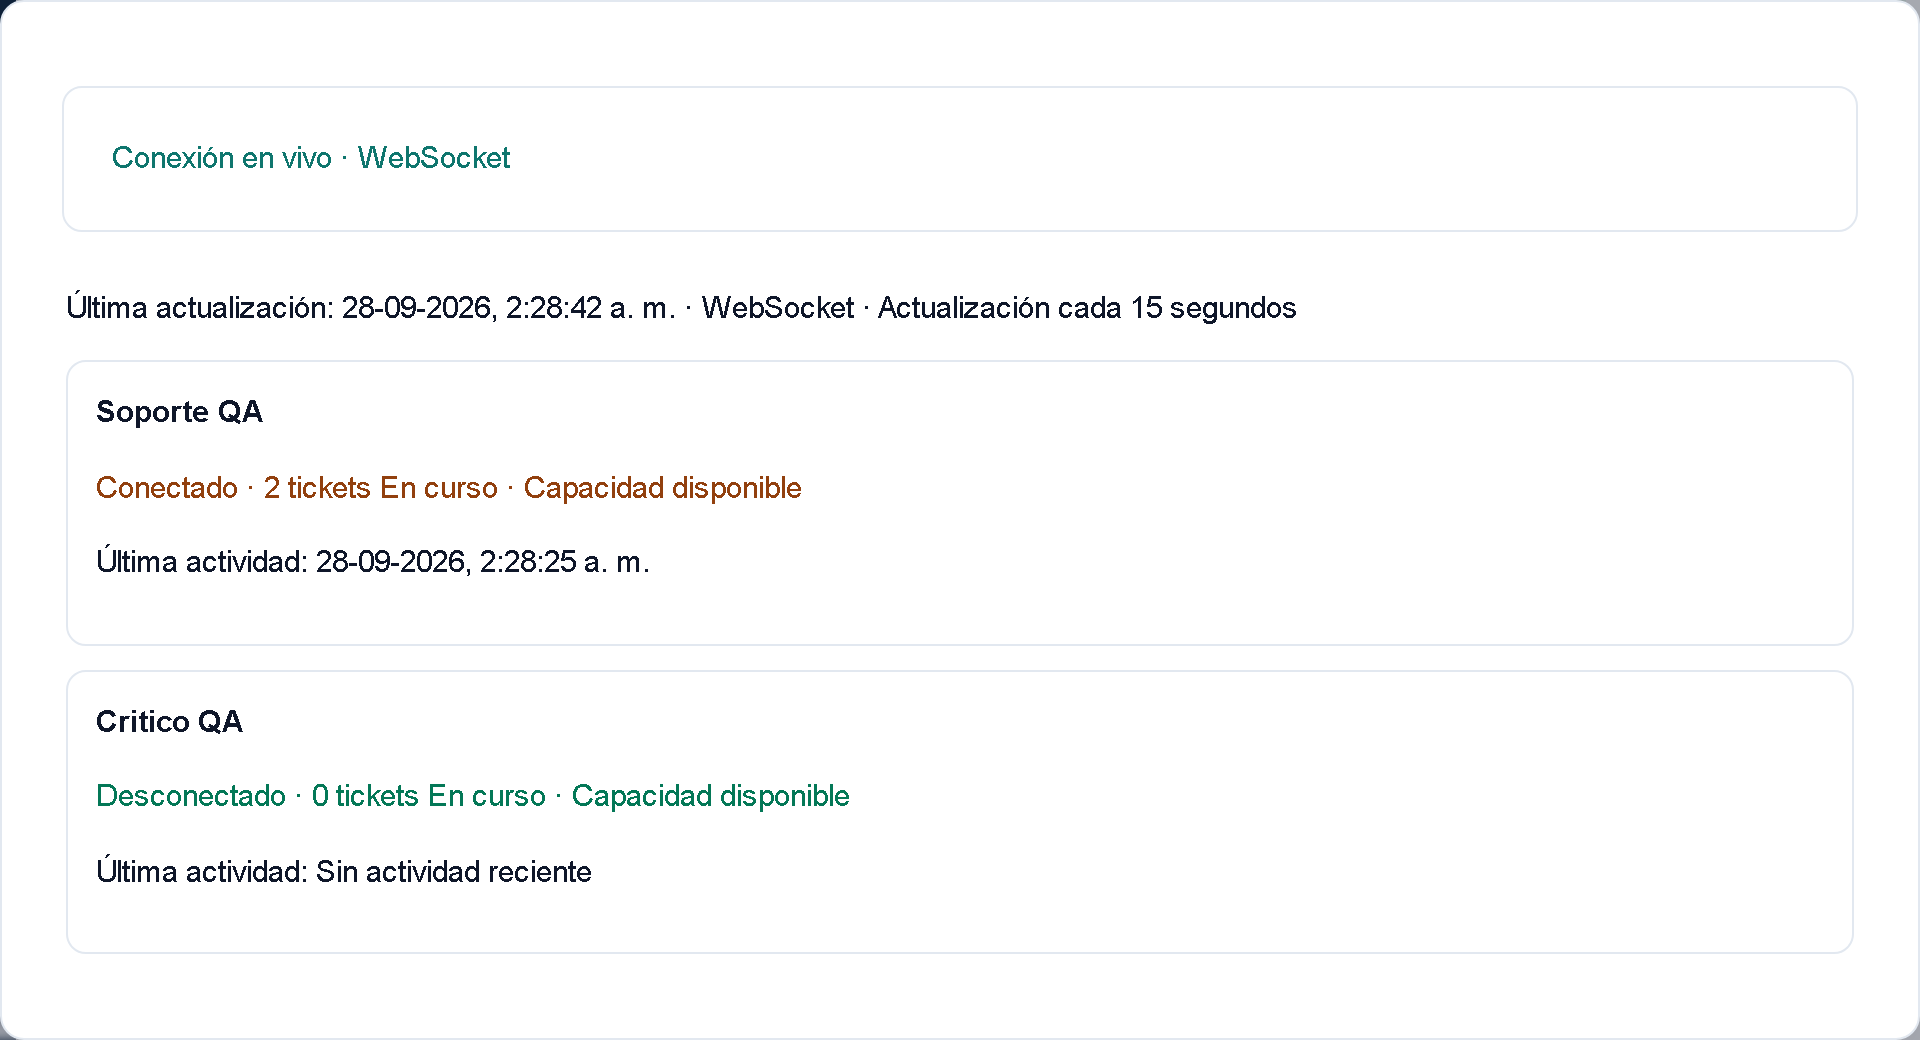 Conexión en vivo · WebSocket
Última actualización: 28-09-2026, 2:28:42 a. m. · WebSocket · Actualización cada 15 segundos
Soporte QA
Conectado · 2 tickets En curso · Capacidad disponible
Última actividad: 28-09-2026, 2:28:25 a. m.
Critico QA
Desconectado · 0 tickets En curso · Capacidad disponible
Última actividad: Sin actividad reciente